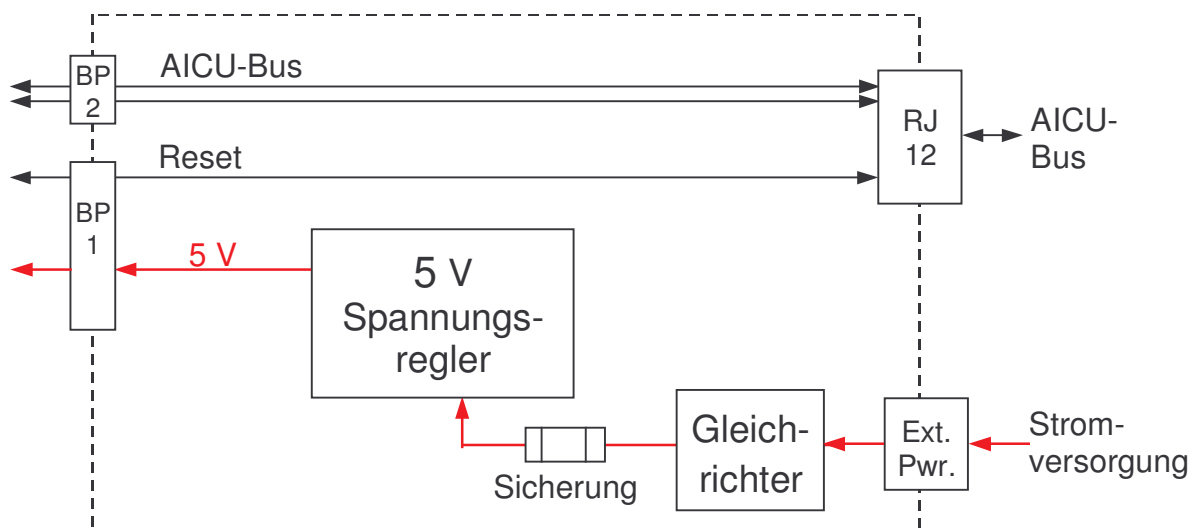 BP
2
AICU-Bus
RJ
12
AICU-
Bus
Reset
BP
1
5 V
5 V
Spannungs-
regler
Sicherung
Gleich-
richter
Ext.
Pwr.
Strom-
versorgung